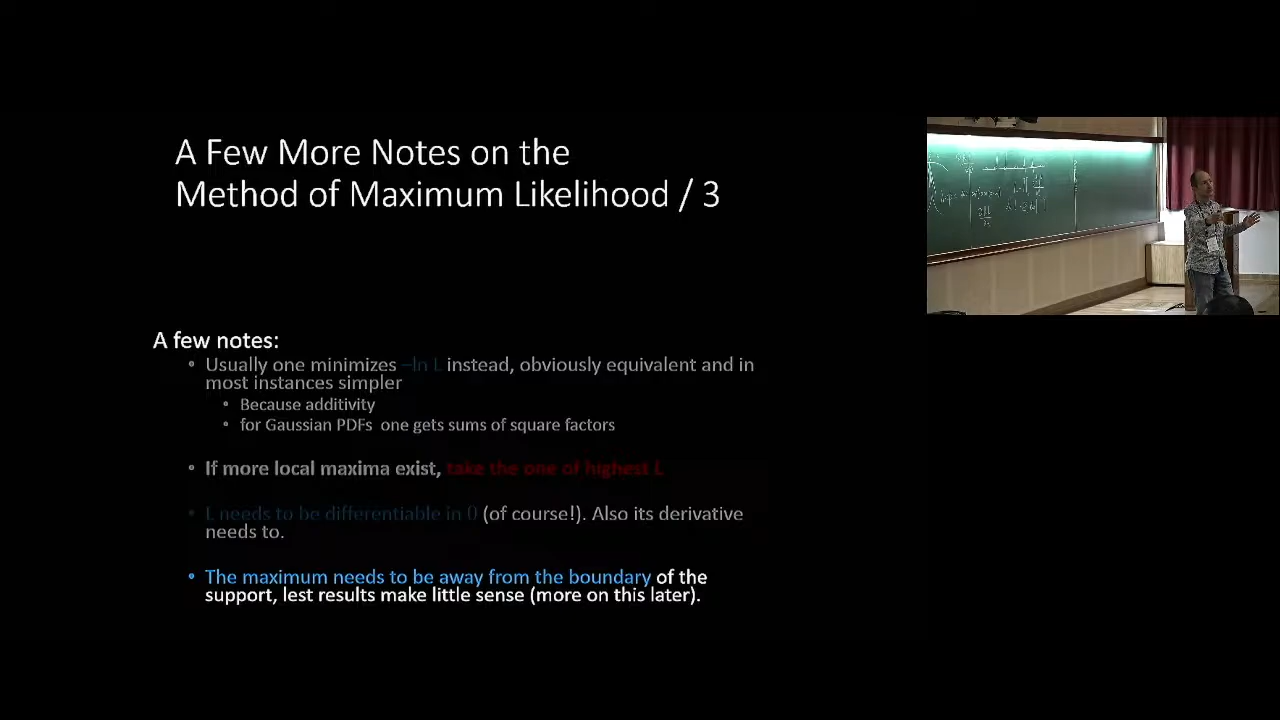 A Few More Notes on the
Method of Maximum Likelihood / 3
A few notes:
• Usually one minimizes –ln L instead, obviously equivalent and in
most instances simpler
• Because additivity
• for Gaussian PDFs one gets sums of square factors
• If more local maxima exist, take the one of highest L
• L needs to be differentiable in θ (of course!). Also its derivative
needs to.
• The maximum needs to be away from the boundary of the
support, lest results make little sense (more on this later).